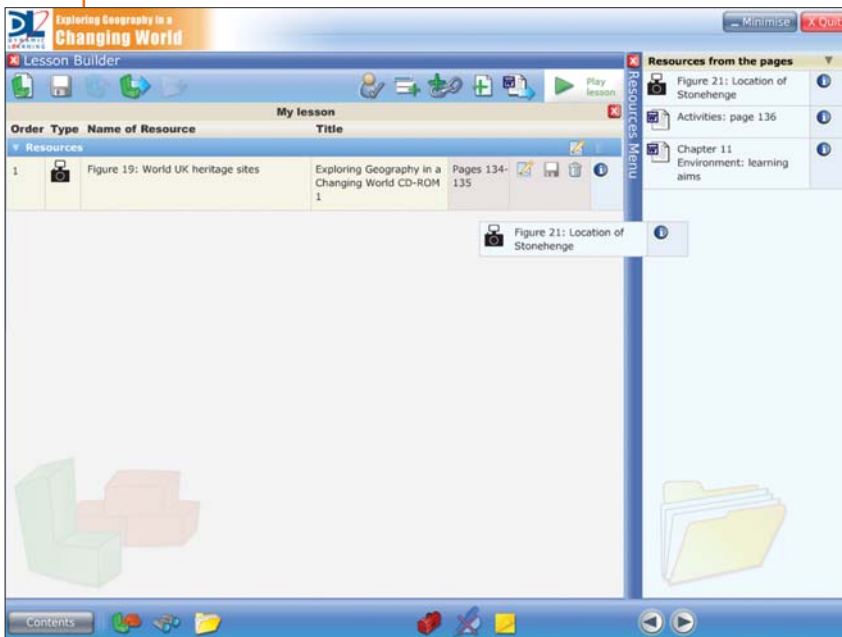 DL
DYNAMIC
LEARNING
Exploring Geography in a
Changing World
Minimise
X Quit
Lesson Builder
Play
lesson
My lesson
Order Type Name of Resource Title
Resources
1
Figure 19: World UK heritage sites
Exploring Geography in a
Changing World CD-ROM
1
Pages 134-
135
Figure 21: Location of
Stonehenge
Resources Menu
Resources from the pages
Figure 21: Location of
Stonehenge
Activities: page 136
Chapter 11
Environment: learning
aims
Contents